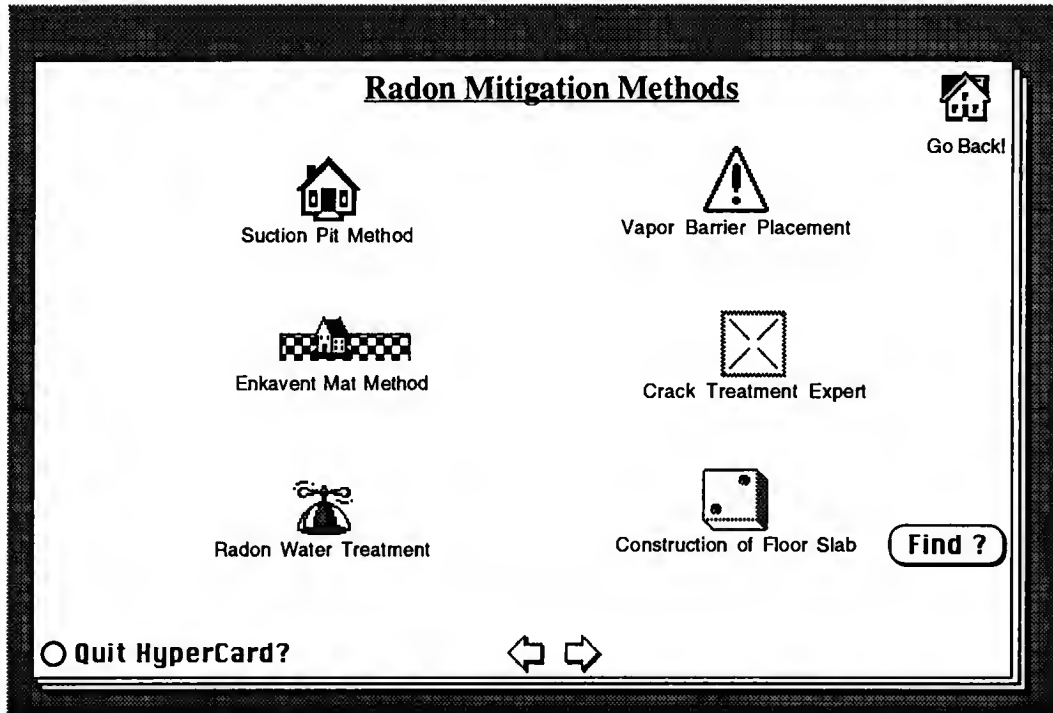 Radon Mitigation Methods
Go Back!
Suction Pit Method
Vapor Barrier Placement
Enkavent Mat Method
Crack Treatment Expert
Radon Water Treatment
Construction of Floor Slab
Find ?
Quit HyperCard?